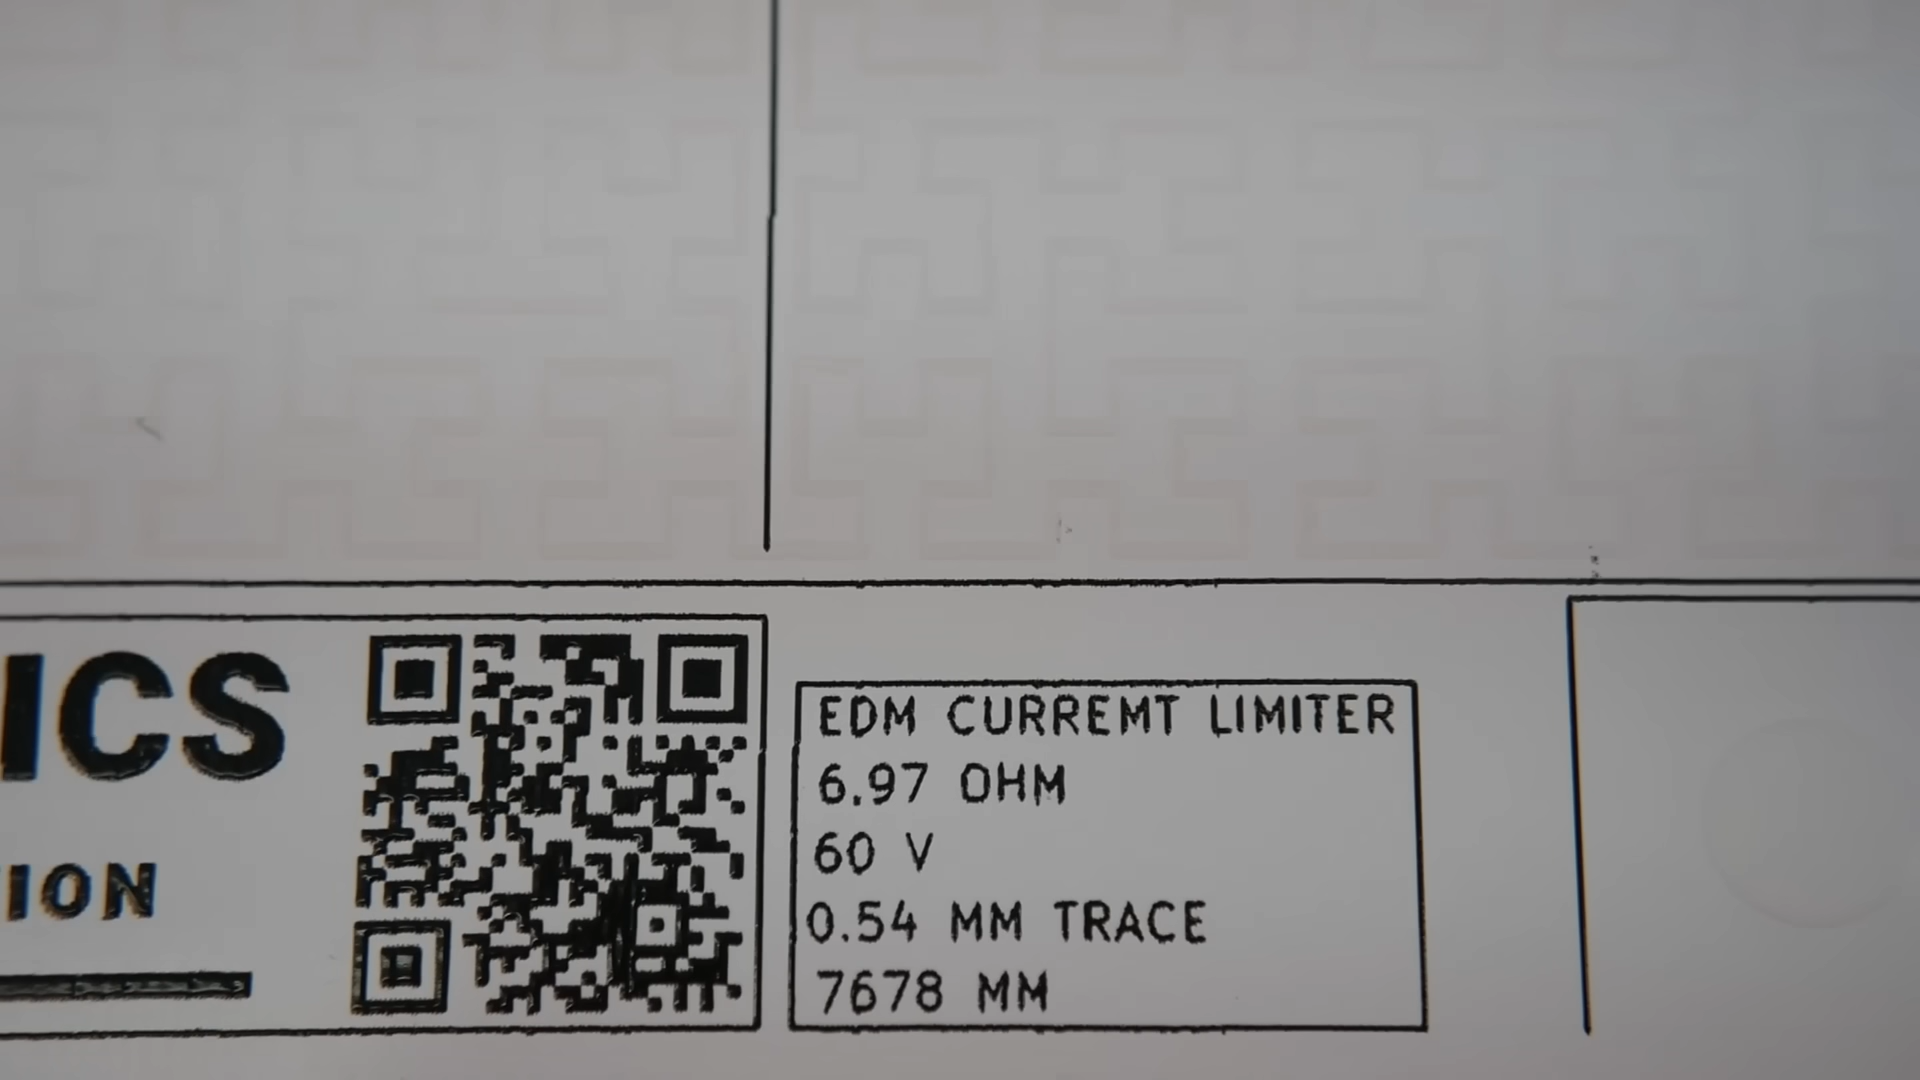 ICS
ION
EDM CURREMT LIMITER
6.97 OHM
60 V
0.54 MM TRACE
7678 MM